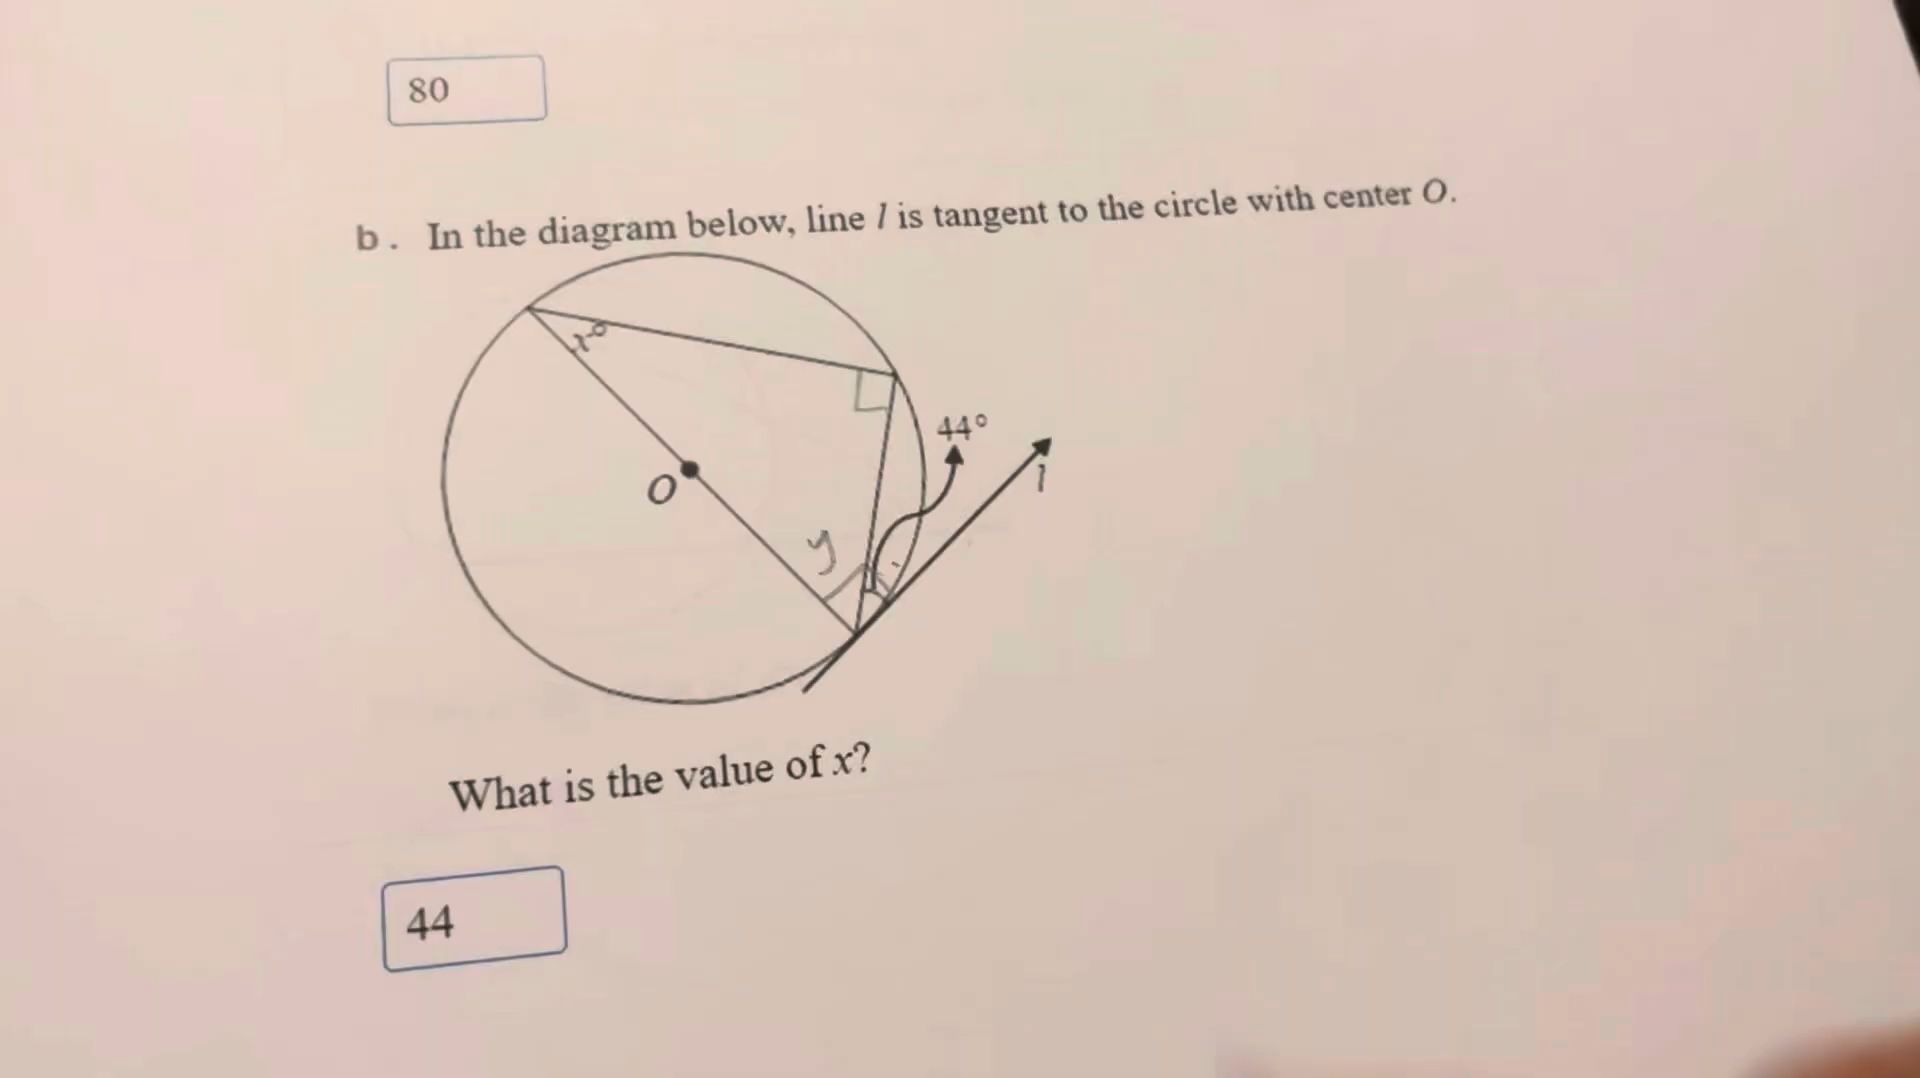 80
b. In the diagram below, line l is tangent to the circle with center O.
x°
44°
l
O
y
What is the value of x?
44